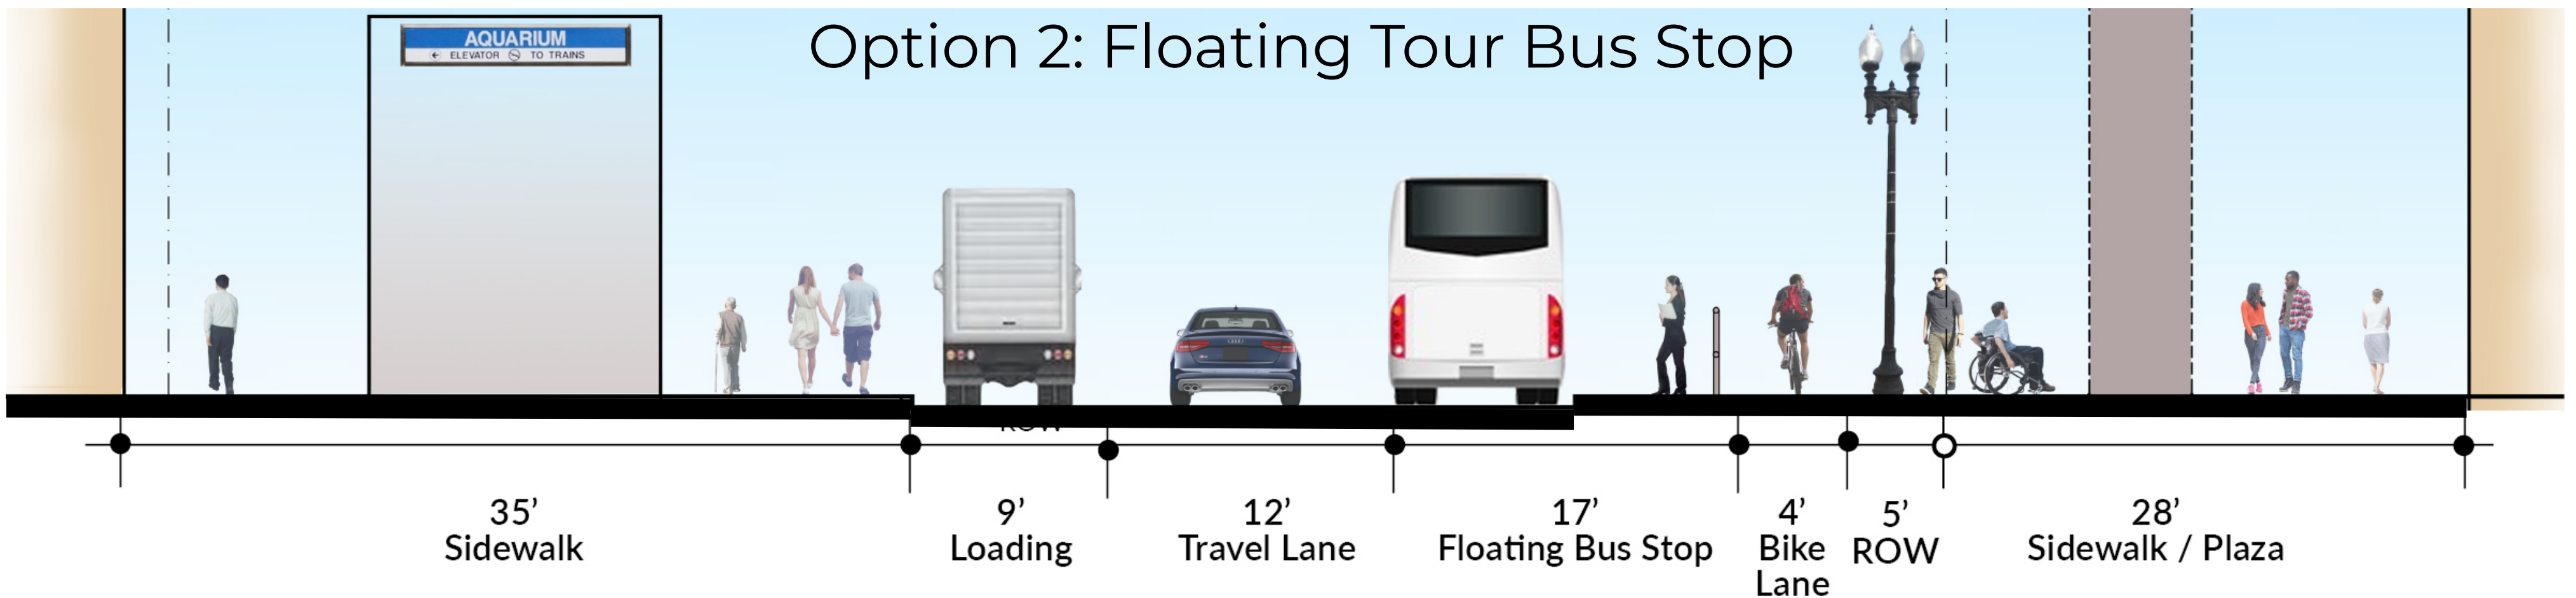 Option 2: Floating Tour Bus Stop
AQUARIUM
ELEVATOR TO TRAINS
ROW
35’
Sidewalk
9’
Loading
12’
Travel Lane
17’
Floating Bus Stop
4’
Bike
Lane
5’
ROW
28’
Sidewalk / Plaza